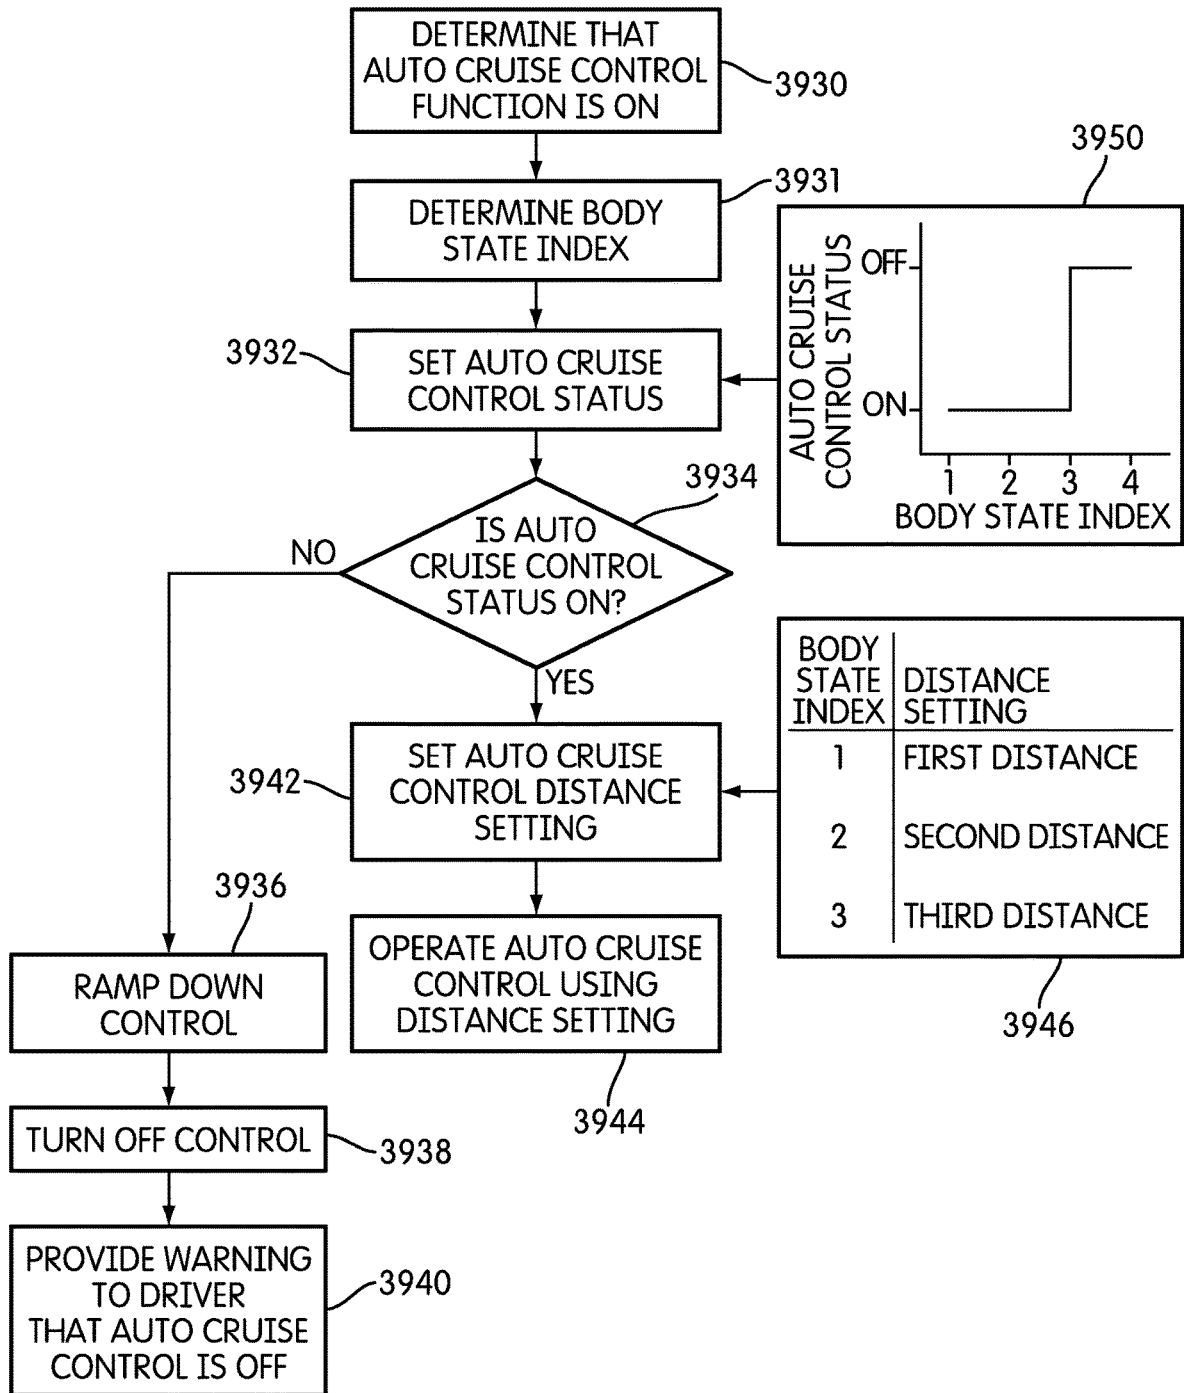 DETERMINE THAT
AUTO CRUISE CONTROL
FUNCTION IS ON
3930
DETERMINE BODY
STATE INDEX
3931
3932
SET AUTO CRUISE
CONTROL STATUS
3950
AUTO CRUISE
CONTROL STATUS
OFF
ON
1 2 3 4
BODY STATE INDEX
3934
IS AUTO
CRUISE CONTROL
STATUS ON?
NO
YES
3942
SET AUTO CRUISE
CONTROL DISTANCE
SETTING
BODY
STATE
INDEX
DISTANCE
SETTING
1 FIRST DISTANCE
2 SECOND DISTANCE
3 THIRD DISTANCE
3946
OPERATE AUTO CRUISE
CONTROL USING
DISTANCE SETTING
3944
3936
RAMP DOWN
CONTROL
TURN OFF CONTROL
3938
PROVIDE WARNING
TO DRIVER
THAT AUTO CRUISE
CONTROL IS OFF
3940